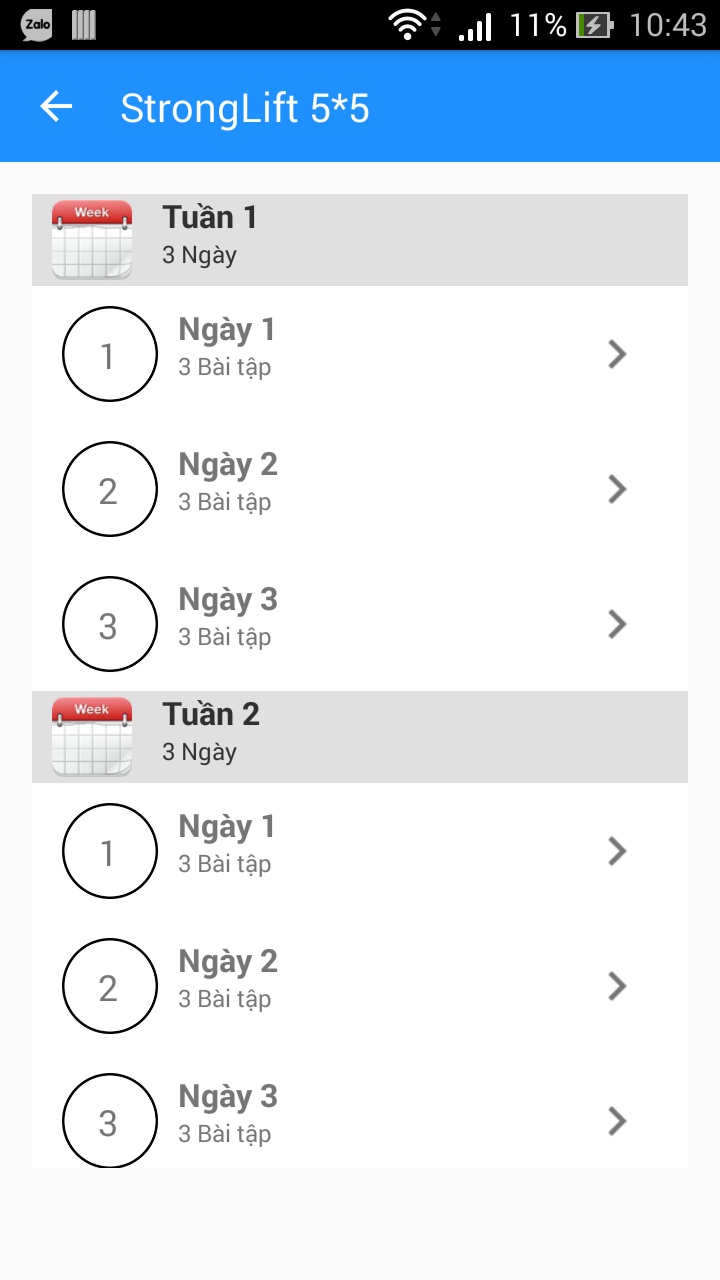 Zalo 11% 10:43
StrongLift 5*5
Week
Tuần 1
3 Ngày
1
Ngày 1
3 Bài tập
2
Ngày 2
3 Bài tập
3
Ngày 3
3 Bài tập
Week
Tuần 2
3 Ngày
1
Ngày 1
3 Bài tập
2
Ngày 2
3 Bài tập
3
Ngày 3
3 Bài tập